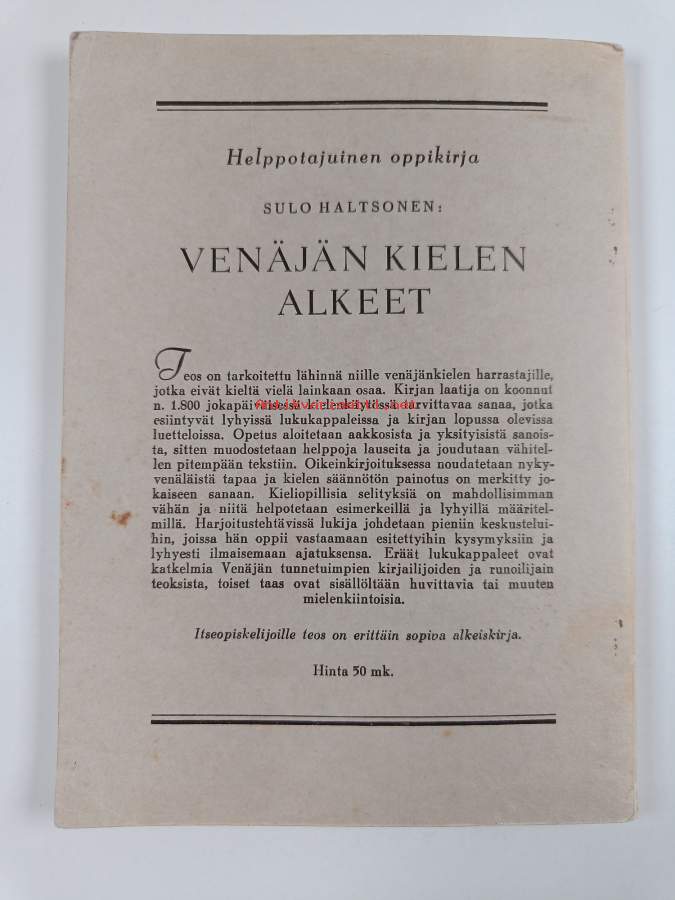 Helppotajuinen oppikirja
SULO HALTSONEN:
VENÄJÄN KIELEN
ALKEET
Teos on tarkoitettu lähinnä niille venäjänkielen harrastajille,
jotka eivät kieltä vielä lainkaan osaa. Kirjan laatija on koonnut
n. 1.800 jokapäiväisessä kielenkäytössä tarvittavaa sanaa, jotka
esiintyvät lyhyissä lukukappaleissa ja kirjan lopussa olevissa
luetteloissa. Opetus aloitetaan aakkosista ja yksityisistä sanois-
ta, sitten muodostetaan helppoja lauseita ja joudutaan vähitel-
len pitempään tekstiin. Oikeinkirjoituksessa noudatetaan nyky-
venäläistä tapaa ja kielen säännötön painotus on merkitty jo-
kaiseen sanaan. Kieliopillisia selityksiä on mahdollisimman
vähän ja niitä helpotetaan esimerkeillä ja lyhyillä määritel-
millä. Harjoitustehtävissä lukija johdetaan pieniin keskustelui-
hin, joissa hän oppii vastaamaan esitettyihin kysymyksiin ja
lyhyesti ilmaisemaan ajatuksensa. Eräät lukukappaleet ovat
katkelmia Venäjän tunnetuimpien kirjailijoiden ja runoilijain
teoksista, toiset taas ovat sisällöltään huvittavia tai muuten
mielenkiintoisia.
Itseopiskelijoille teos on erittäin sopiva alkeiskirja.
Hinta 50 mk.